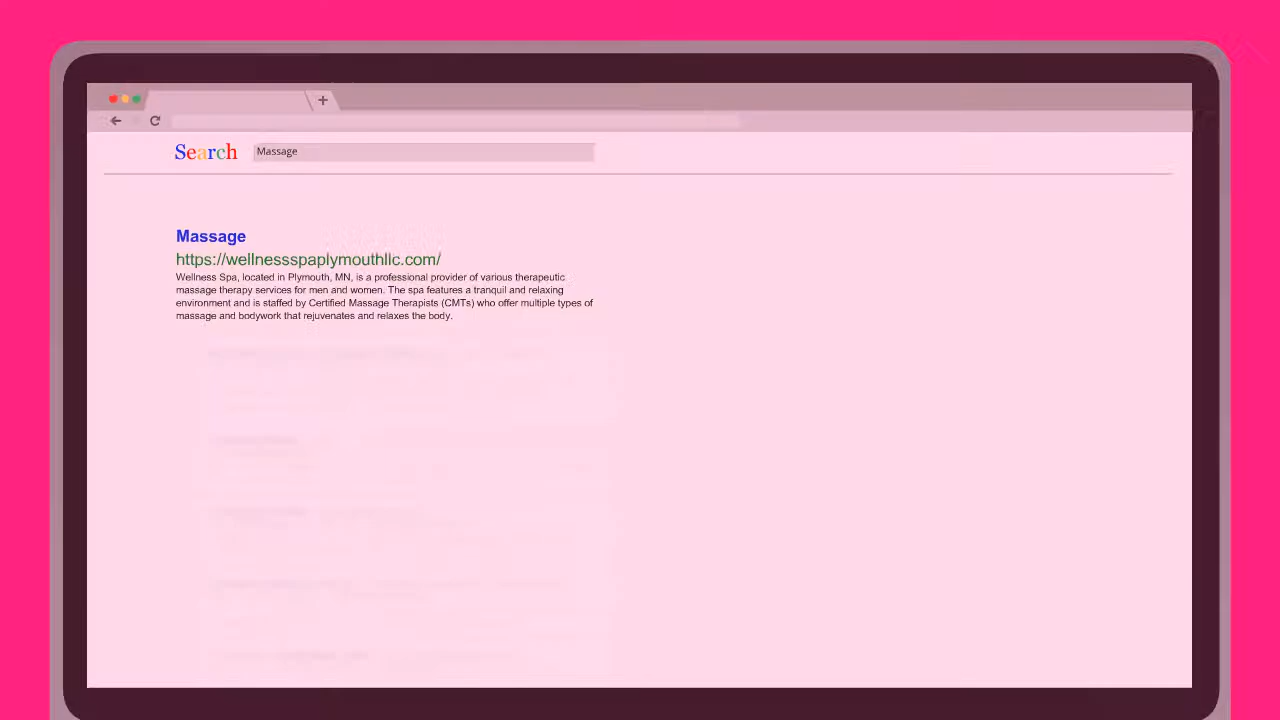 Search Massage
Massage
https://wellnessspaplymouthllc.com/
Wellness Spa, located in Plymouth, MN, is a professional provider of various therapeutic
massage therapy services for men and women. The spa features a tranquil and relaxing
environment and is staffed by Certified Massage Therapists (CMTs) who offer multiple types of
massage and bodywork that rejuvenates and relaxes the body.